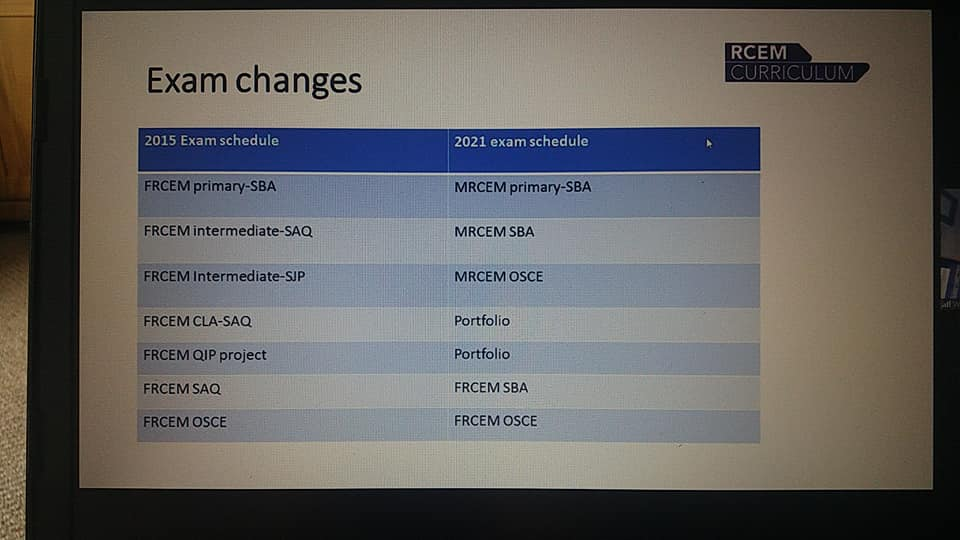 RCEM
CURRICULUM
Exam changes
2015 Exam schedule 2021 exam schedule
FRCEM primary-SBA MRCEM primary-SBA
FRCEM intermediate-SAQ MRCEM SBA
FRCEM Intermediate-SJP MRCEM OSCE
FRCEM CLA-SAQ Portfolio
FRCEM QIP project Portfolio
FRCEM SAQ FRCEM SBA
FRCEM OSCE FRCEM OSCE